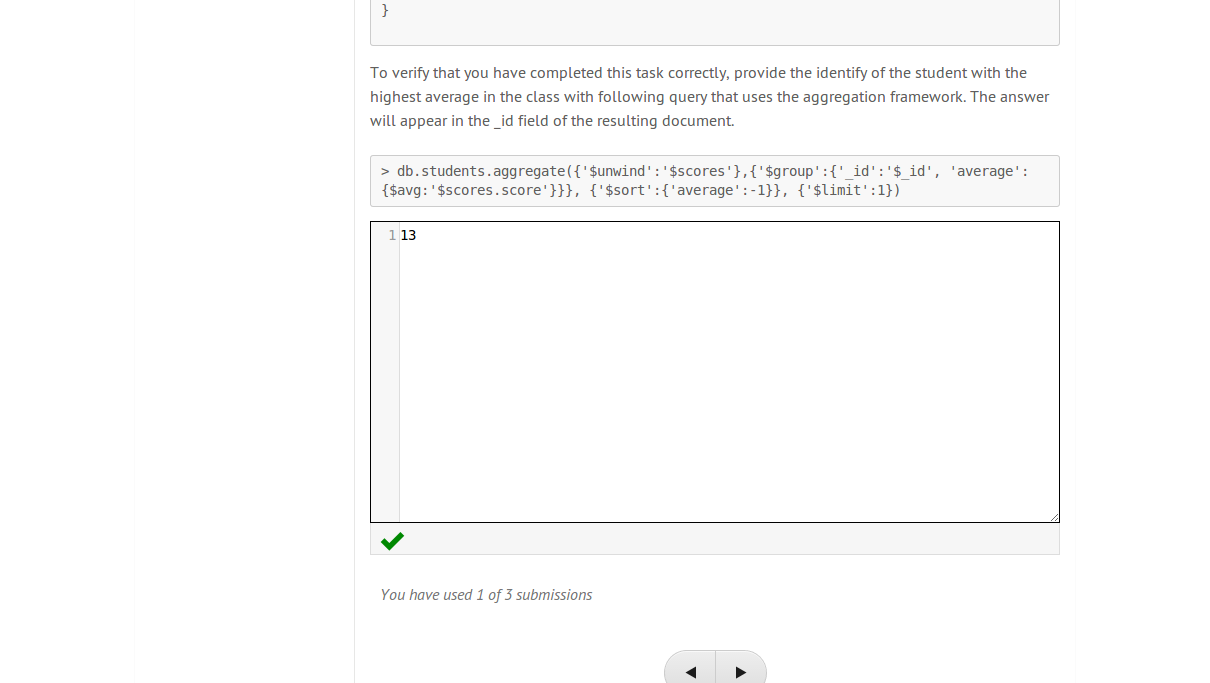 }
To verify that you have completed this task correctly, provide the identify of the student with the
highest average in the class with following query that uses the aggregation framework. The answer
will appear in the _id field of the resulting document.
> db.students.aggregate({'$unwind':'$scores'},{'$group':{'_id':'$_id', 'average':
{$avg:'$scores.score'}}}, {'$sort':{'average':-1}}, {'$limit':1})
1 13
You have used 1 of 3 submissions